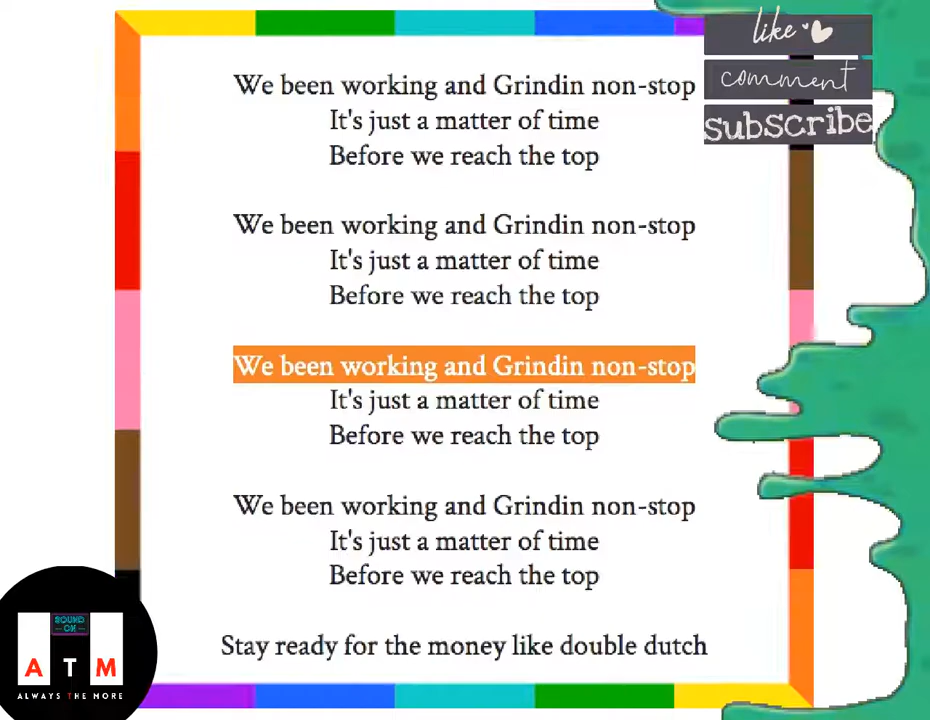 like
comment
subscribe
We been working and Grindin non-stop
It's just a matter of time
Before we reach the top
We been working and Grindin non-stop
It's just a matter of time
Before we reach the top
We been working and Grindin non-stop
It's just a matter of time
Before we reach the top
We been working and Grindin non-stop
It's just a matter of time
Before we reach the top
Stay ready for the money like double dutch
SOUND
ON
A T M
ALWAYS THE MORE